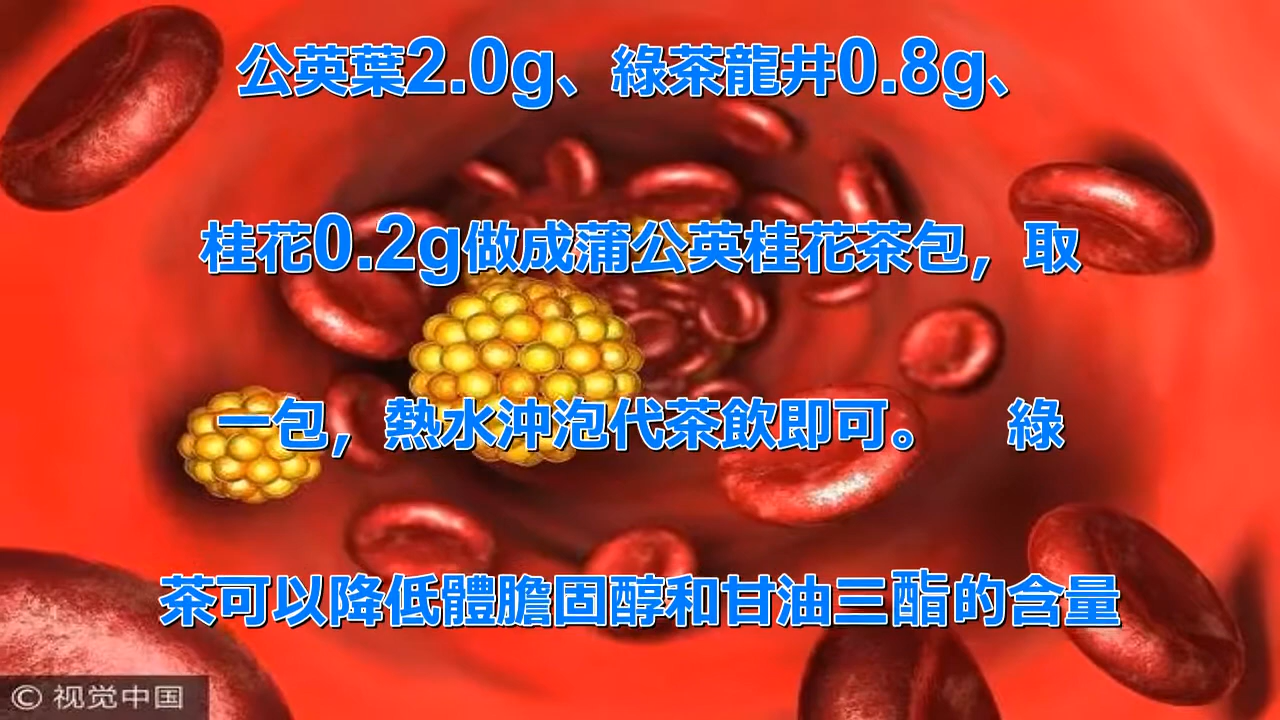 公英葉2.0g、綠茶龍井0.8g、
桂花0.2g做成蒲公英桂花茶包，取
一包，熱水沖泡代茶飲即可。　綠
茶可以降低體膽固醇和甘油三酯的含量
© 视觉中国